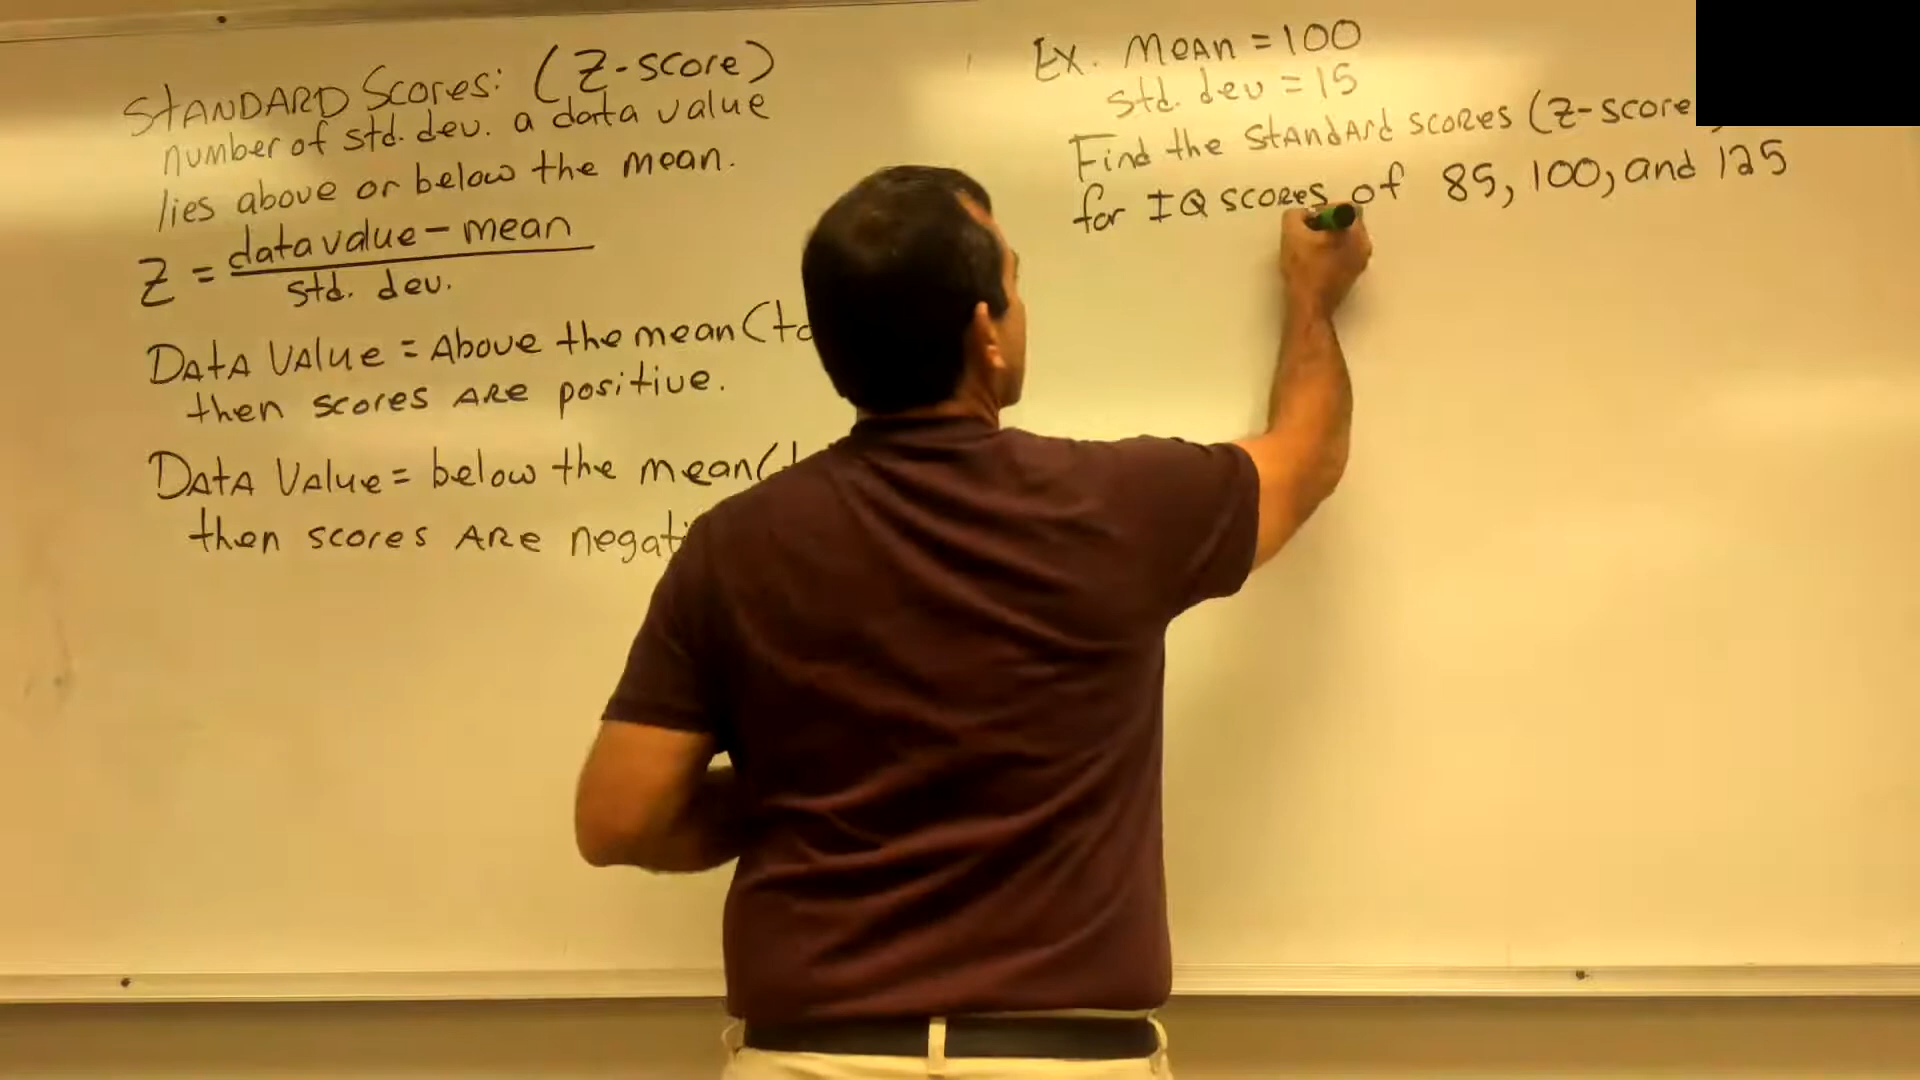 STANDARD Scores: (Z-score)
number of std. dev. a data value
lies above or below the mean.
Z = data value - mean
std. dev.
DATA VALUE = Above the mean (to
then scores ARE positive.
DATA VALUE = below the mean (
then scores ARE negati
Ex. MEAN = 100
std. dev = 15
Find the STANDARD SCORES (Z-score
for IQ SCORES of 85, 100, and 125